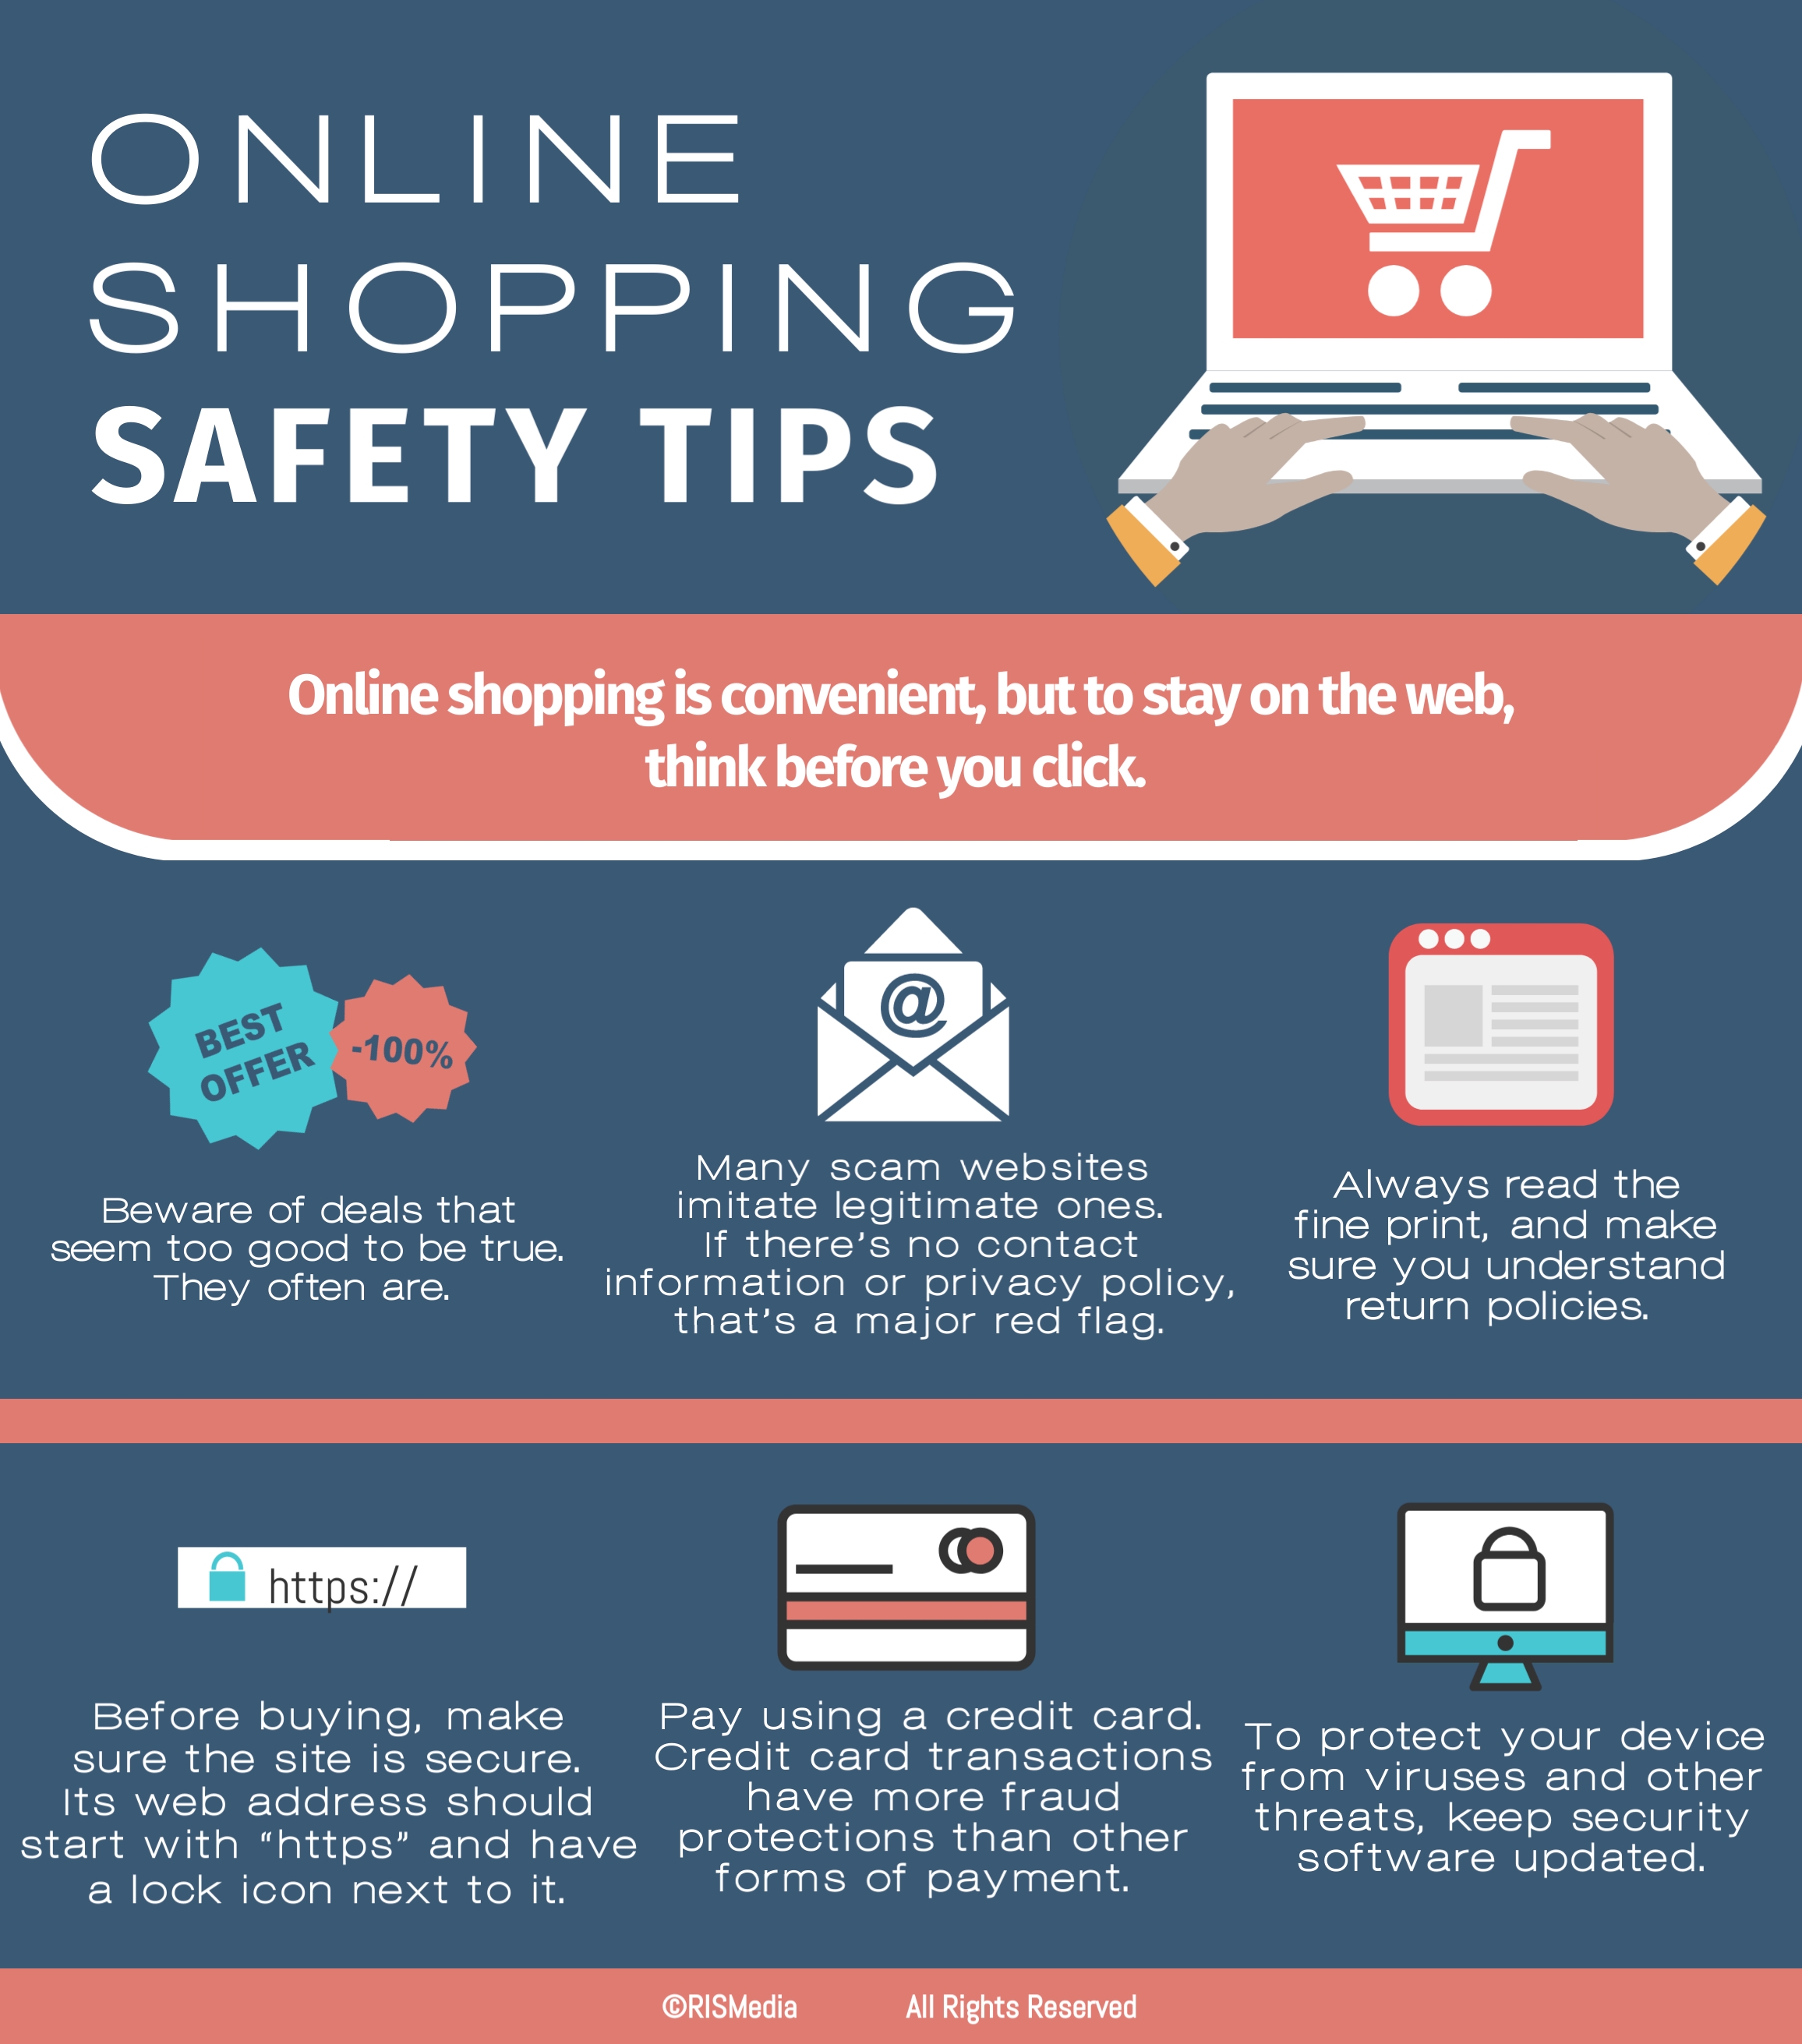 ONLINE
SHOPPING
SAFETY TIPS
Online shopping is convenient, but to stay on the web,
think before you click.
BEST
OFFER
-100%
Beware of deals that
seem too good to be true.
They often are.
@
Many scam websites
imitate legitimate ones.
If there's no contact
information or privacy policy,
that's a major red flag.
Always read the
fine print, and make
sure you understand
return policies.
https://
Before buying, make
sure the site is secure.
Its web address should
start with “https” and have
a lock icon next to it.
Pay using a credit card.
Credit card transactions
have more fraud
protections than other
forms of payment.
To protect your device
from viruses and other
threats, keep security
software updated.
©RISMedia All Rights Reserved